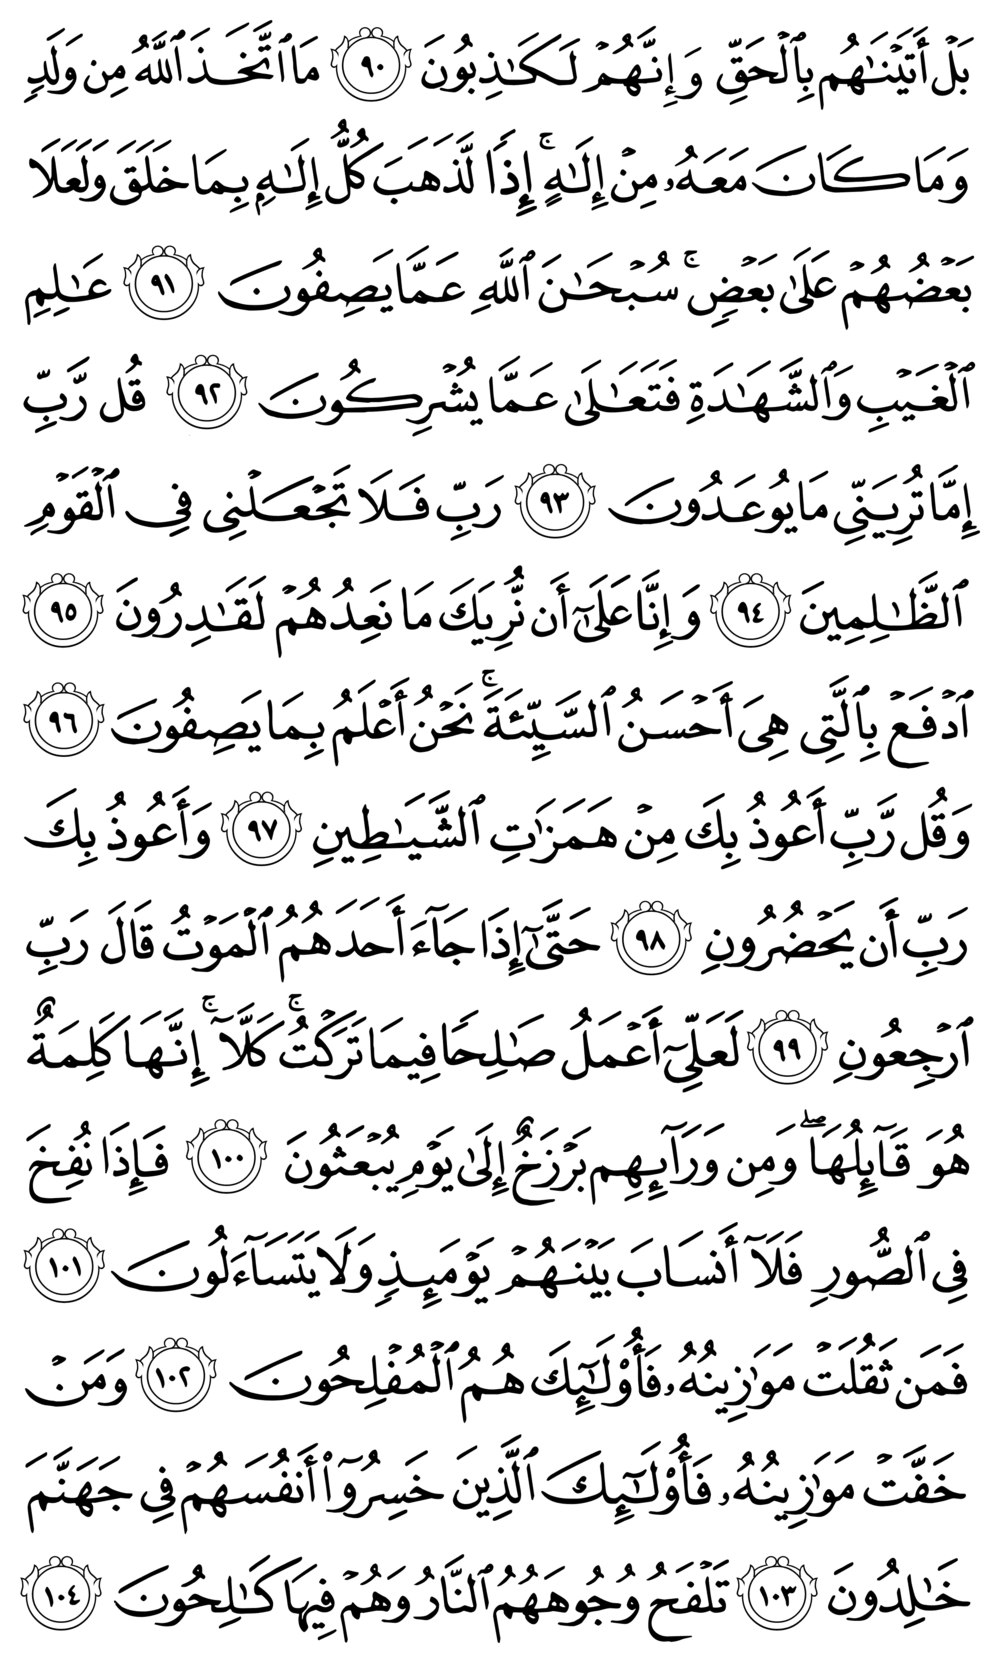 بَلۡ أَتَيۡنَٰهُم بِٱلۡحَقِّ وَإِنَّهُمۡ لَكَٰذِبُونَ ٩٠ مَا ٱتَّخَذَ ٱللَّهُ مِن وَلَدٖ
وَمَا كَانَ مَعَهُۥ مِنۡ إِلَٰهٍۚ إِذٗا لَّذَهَبَ كُلُّ إِلَٰهِۭ بِمَا خَلَقَ وَلَعَلَا
بَعۡضُهُمۡ عَلَىٰ بَعۡضٖۚ سُبۡحَٰنَ ٱللَّهِ عَمَّا يَصِفُونَ ٩١ عَٰلِمِ
ٱلۡغَيۡبِ وَٱلشَّهَٰدَةِ فَتَعَٰلَىٰ عَمَّا يُشۡرِكُونَ ٩٢ قُل رَّبِّ
إِمَّا تُرِيَنِّي مَا يُوعَدُونَ ٩٣ رَبِّ فَلَا تَجۡعَلۡنِي فِي ٱلۡقَوۡمِ
ٱلظَّٰلِمِينَ ٩٤ وَإِنَّا عَلَىٰٓ أَن نُّرِيَكَ مَا نَعِدُهُمۡ لَقَٰدِرُونَ ٩٥
ٱدۡفَعۡ بِٱلَّتِي هِيَ أَحۡسَنُ ٱلسَّيِّئَةَۚ نَحۡنُ أَعۡلَمُ بِمَا يَصِفُونَ ٩٦
وَقُل رَّبِّ أَعُوذُ بِكَ مِنۡ هَمَزَٰتِ ٱلشَّيَٰطِينِ ٩٧ وَأَعُوذُ بِكَ
رَبِّ أَن يَحۡضُرُونِ ٩٨ حَتَّىٰٓ إِذَا جَآءَ أَحَدَهُمُ ٱلۡمَوۡتُ قَالَ رَبِّ
ٱرۡجِعُونِ ٩٩ لَعَلِّيٓ أَعۡمَلُ صَٰلِحٗا فِيمَا تَرَكۡتُۚ كَلَّآۚ إِنَّهَا كَلِمَةٌ
هُوَ قَآئِلُهَاۖ وَمِن وَرَآئِهِم بَرۡزَخٌ إِلَىٰ يَوۡمِ يُبۡعَثُونَ ١٠٠ فَإِذَا نُفِخَ
فِي ٱلصُّورِ فَلَآ أَنسَابَ بَيۡنَهُمۡ يَوۡمَئِذٖ وَلَا يَتَسَآءَلُونَ ١٠١
فَمَن ثَقُلَتۡ مَوَٰزِينُهُۥ فَأُوْلَٰٓئِكَ هُمُ ٱلۡمُفۡلِحُونَ ١٠٢ وَمَنۡ
خَفَّتۡ مَوَٰزِينُهُۥ فَأُوْلَٰٓئِكَ ٱلَّذِينَ خَسِرُوٓاْ أَنفُسَهُمۡ فِي جَهَنَّمَ
خَٰلِدُونَ ١٠٣ تَلۡفَحُ وُجُوهَهُمُ ٱلنَّارُ وَهُمۡ فِيهَا كَٰلِحُونَ ١٠٤